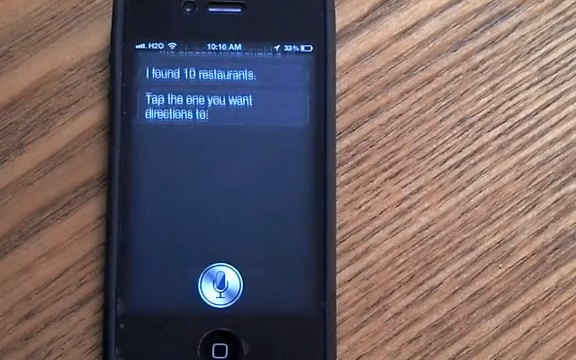 H2O 10:16 AM 33%
I found 10 restaurants.
Tap the one you want
directions to: